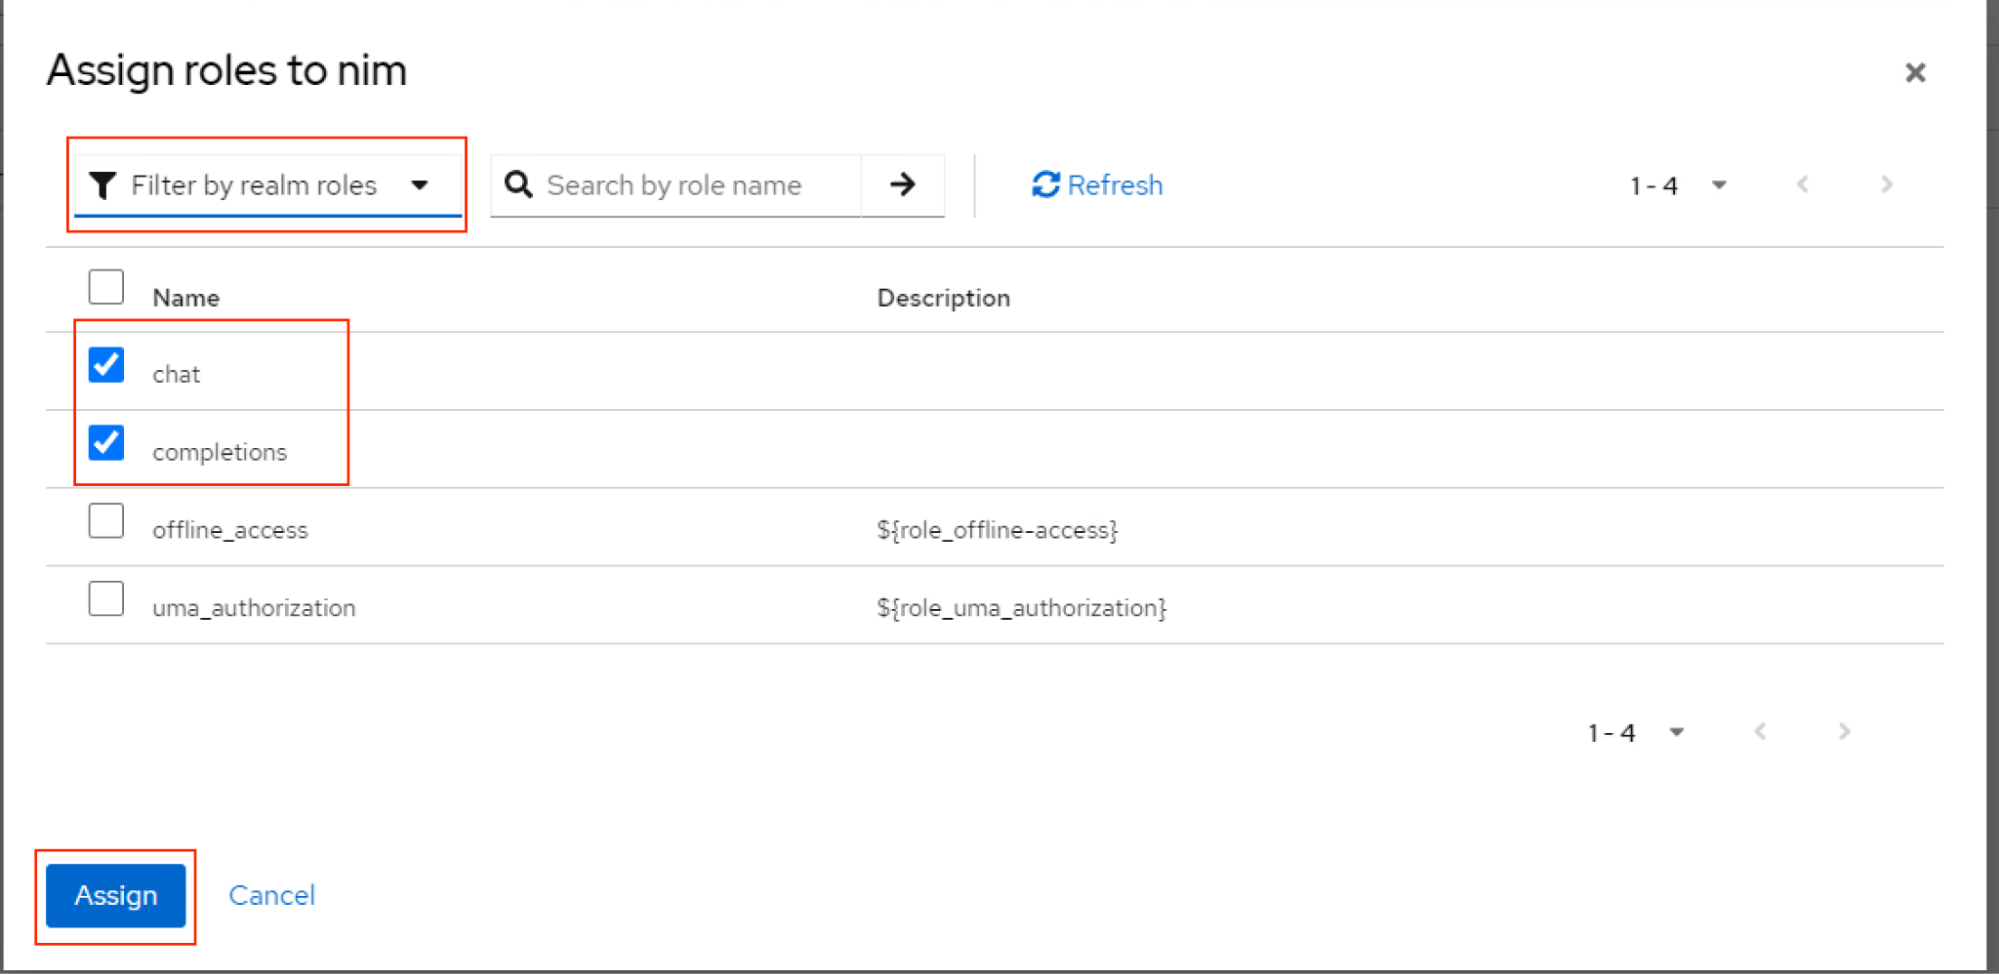 Assign roles to nim
Filter by realm roles
Search by role name
Refresh
1 - 4
Name Description
chat
completions
offline_access ${role_offline-access}
uma_authorization ${role_uma_authorization}
1 - 4
Assign Cancel